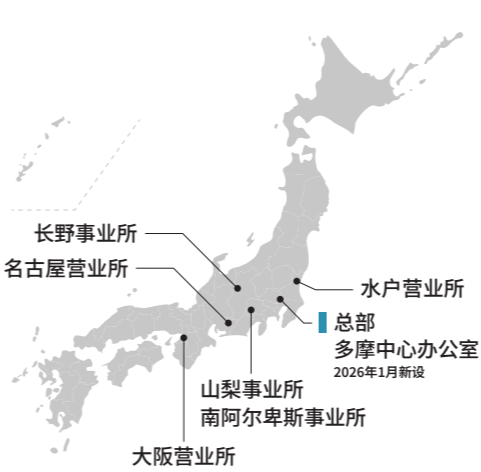 长野事业所
名古屋营业所
水户营业所
总部
多摩中心办公室
2026年1月新设
山梨事业所
南阿尔卑斯事业所
大阪营业所